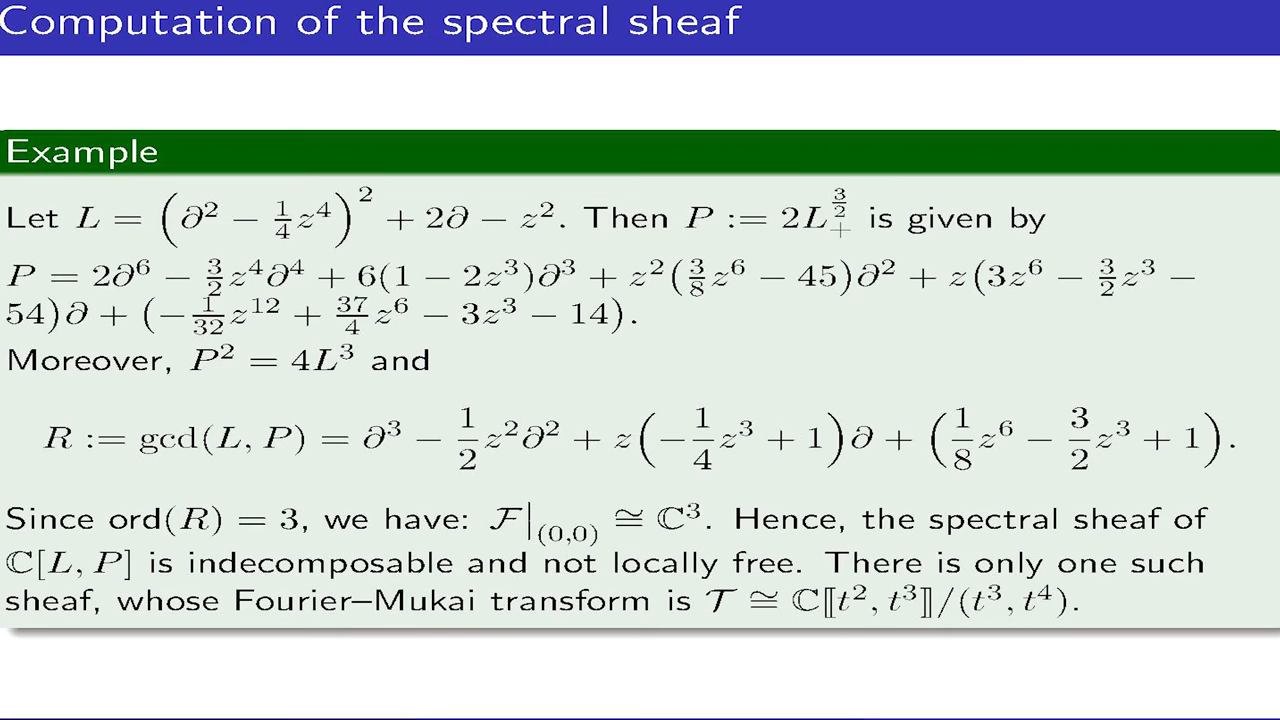 Computation of the spectral sheaf
Example
Let L = (∂² − ¼z⁴)² + 2∂ − z². Then P := 2L₊^{3/2} is given by
P = 2∂⁶ − (3/2)z⁴∂⁴ + 6(1 − 2z³)∂³ + z²((3/8)z⁶ − 45)∂² + z(3z⁶ − (3/2)z³ −
54)∂ + (−(1/32)z¹² + (37/4)z⁶ − 3z³ − 14).
Moreover, P² = 4L³ and
R := gcd(L, P) = ∂³ − (1/2)z²∂² + z(−(1/4)z³ + 1)∂ + ((1/8)z⁶ − (3/2)z³ + 1).
Since ord(R) = 3, we have: ℱ|₍₀,₀₎ ≅ ℂ³. Hence, the spectral sheaf of
ℂ[L, P] is indecomposable and not locally free. There is only one such
sheaf, whose Fourier–Mukai transform is 𝒯 ≅ ℂ⟦t², t³⟧/(t³, t⁴).